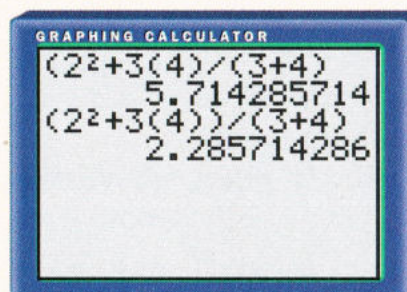 GRAPHING CALCULATOR
(2²+3(4)/(3+4)
5.714285714
(2²+3(4))/(3+4)
2.285714286